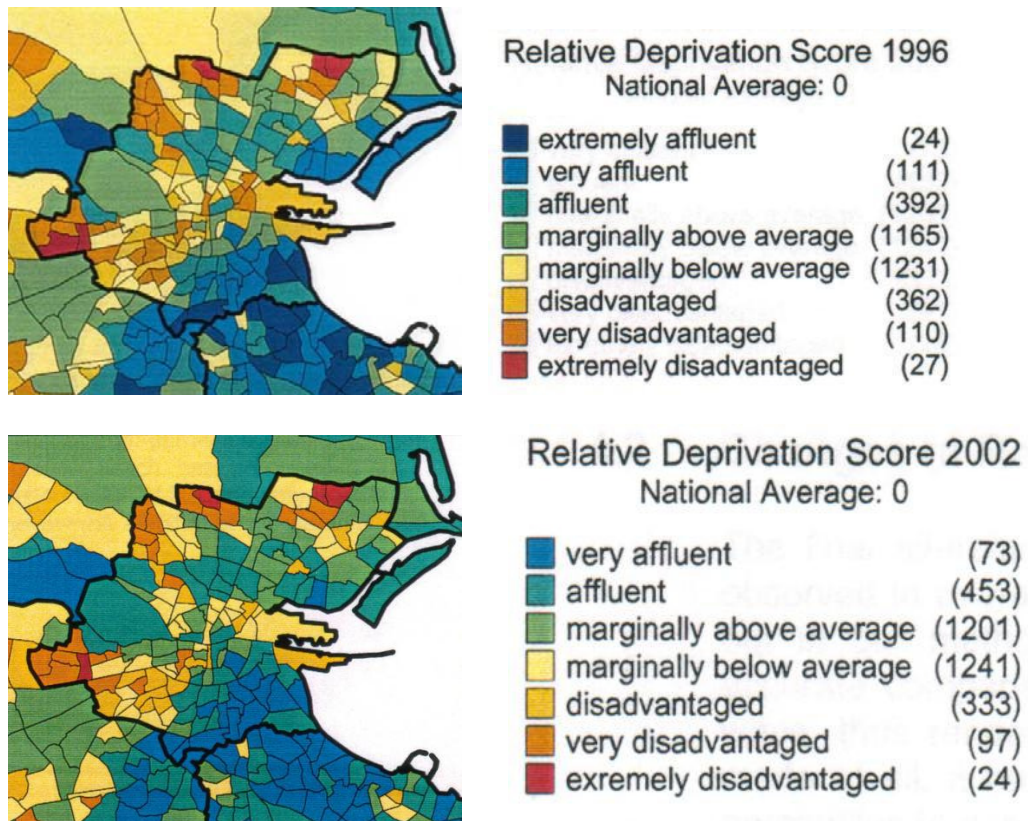 Relative Deprivation Score 1996
National Average: 0
extremely affluent (24)
very affluent (111)
affluent (392)
marginally above average (1165)
marginally below average (1231)
disadvantaged (362)
very disadvantaged (110)
extremely disadvantaged (27)
Relative Deprivation Score 2002
National Average: 0
very affluent (73)
affluent (453)
marginally above average (1201)
marginally below average (1241)
disadvantaged (333)
very disadvantaged (97)
extremely disadvantaged (24)